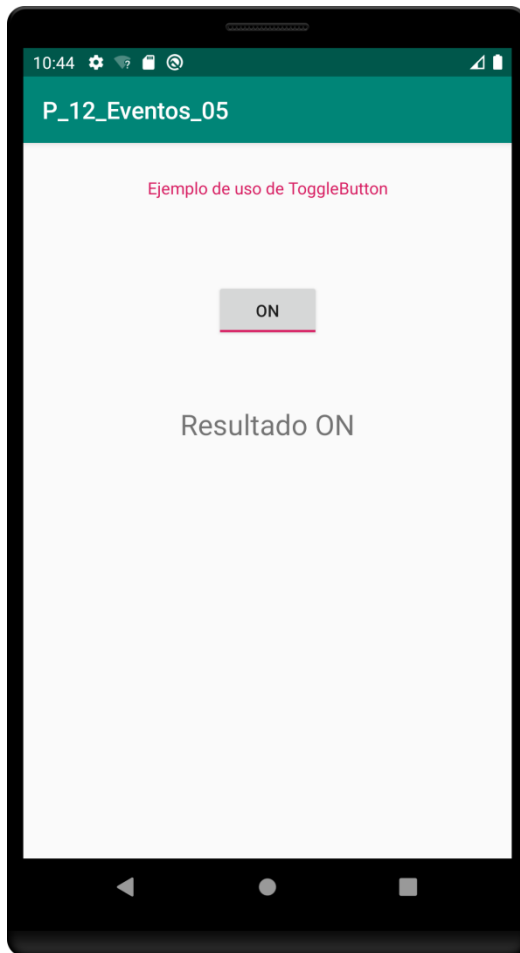 10:44
P_12_Eventos_05
Ejemplo de uso de ToggleButton
ON
Resultado ON